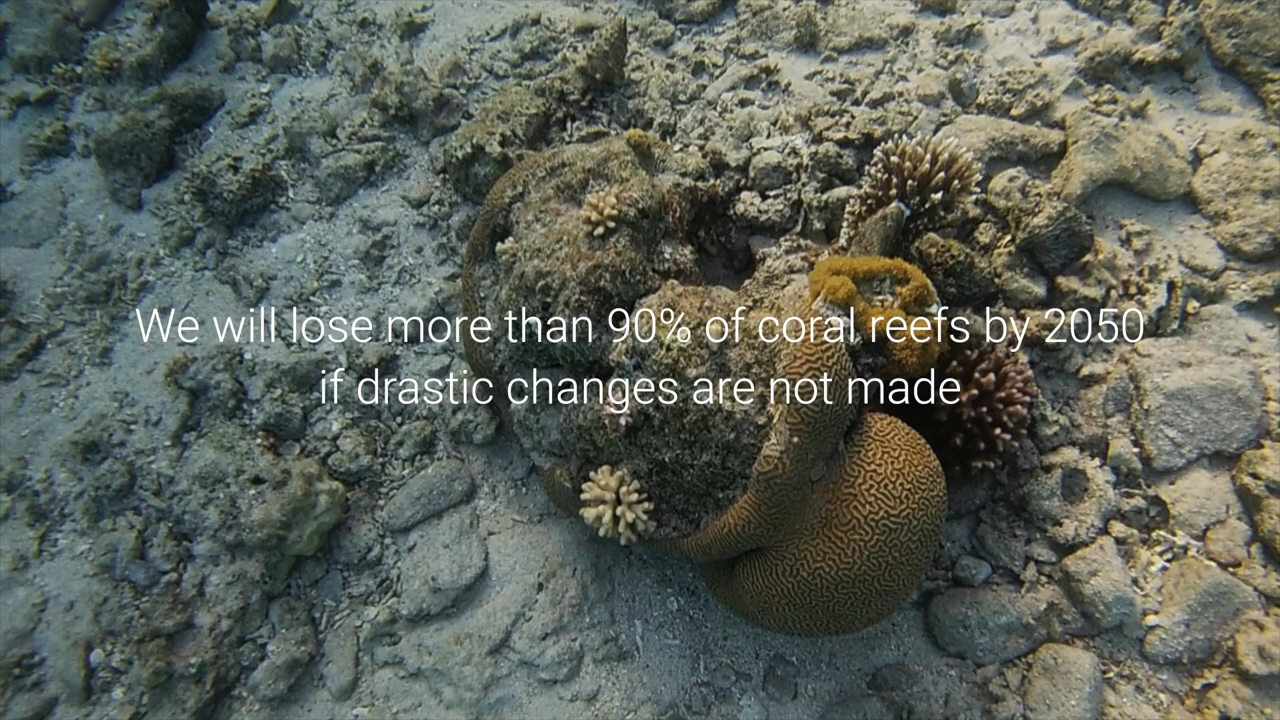 We will lose more than 90% of coral reefs by 2050
if drastic changes are not made